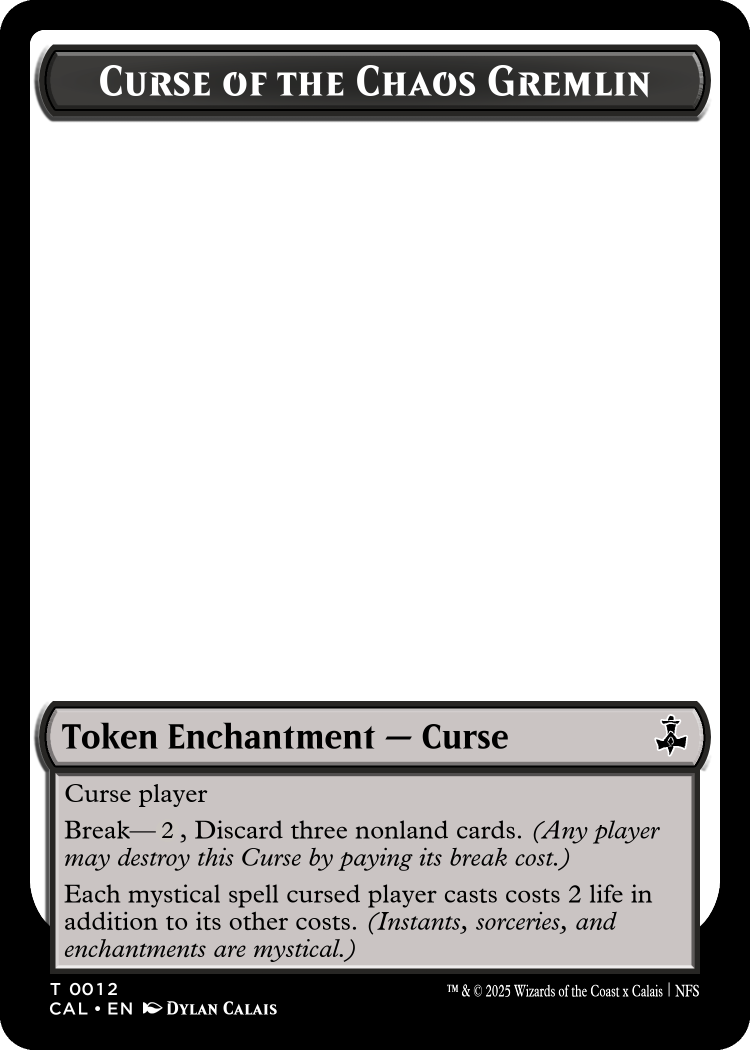 Curse of the Chaos Gremlin
Token Enchantment — Curse
Curse player
Break— 2 , Discard three nonland cards. (Any player
may destroy this Curse by paying its break cost.)
Each mystical spell cursed player casts costs 2 life in
addition to its other costs. (Instants, sorceries, and
enchantments are mystical.)
T 0012
™ & © 2025 Wizards of the Coast x Calais | NFS
CAL • EN Dylan Calais